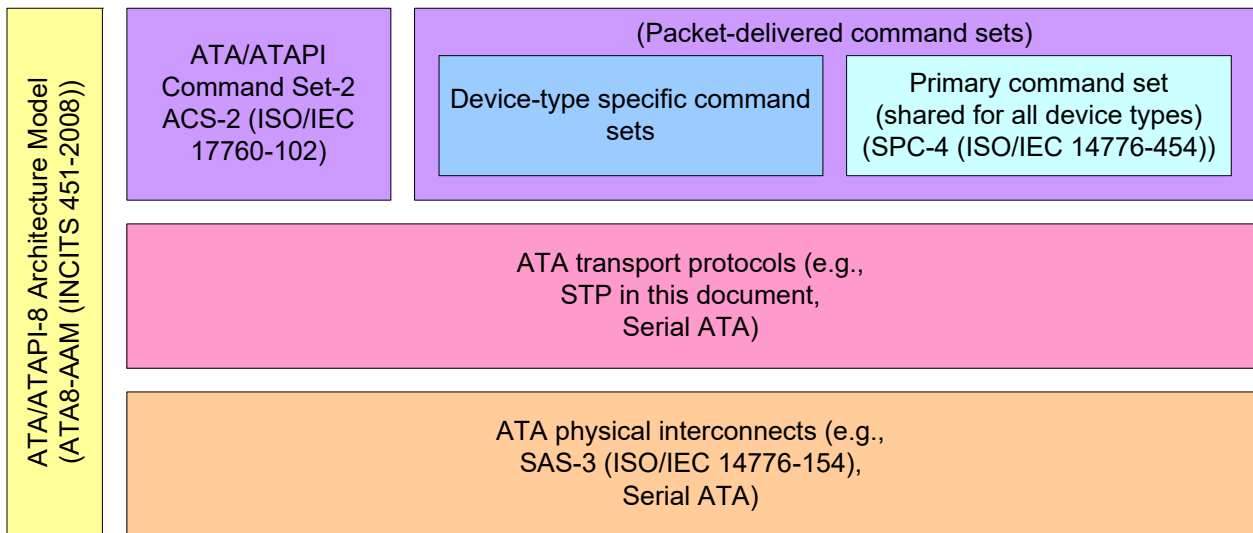 ATA/ATAPI-8 Architecture Model
(ATA8-AAM (INCITS 451-2008))
ATA/ATAPI
Command Set-2
ACS-2 (ISO/IEC
17760-102)
(Packet-delivered command sets)
Device-type specific command
sets
Primary command set
(shared for all device types)
(SPC-4 (ISO/IEC 14776-454))
ATA transport protocols (e.g.,
STP in this document,
Serial ATA)
ATA physical interconnects (e.g.,
SAS-3 (ISO/IEC 14776-154),
Serial ATA)